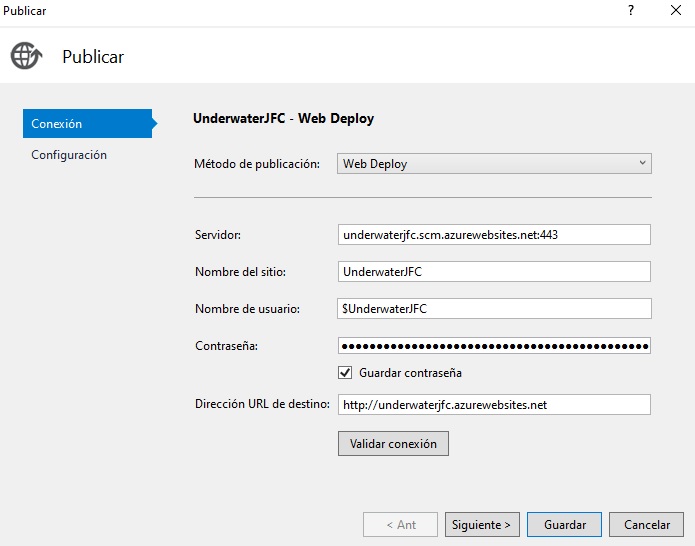 Publicar
?
Publicar
Conexión
Configuración
UnderwaterJFC - Web Deploy
Método de publicación: Web Deploy
Servidor: underwaterjfc.scm.azurewebsites.net:443
Nombre del sitio: UnderwaterJFC
Nombre de usuario: $UnderwaterJFC
Contraseña:
Guardar contraseña
Dirección URL de destino: http://underwaterjfc.azurewebsites.net
Validar conexión
< Ant Siguiente > Guardar Cancelar